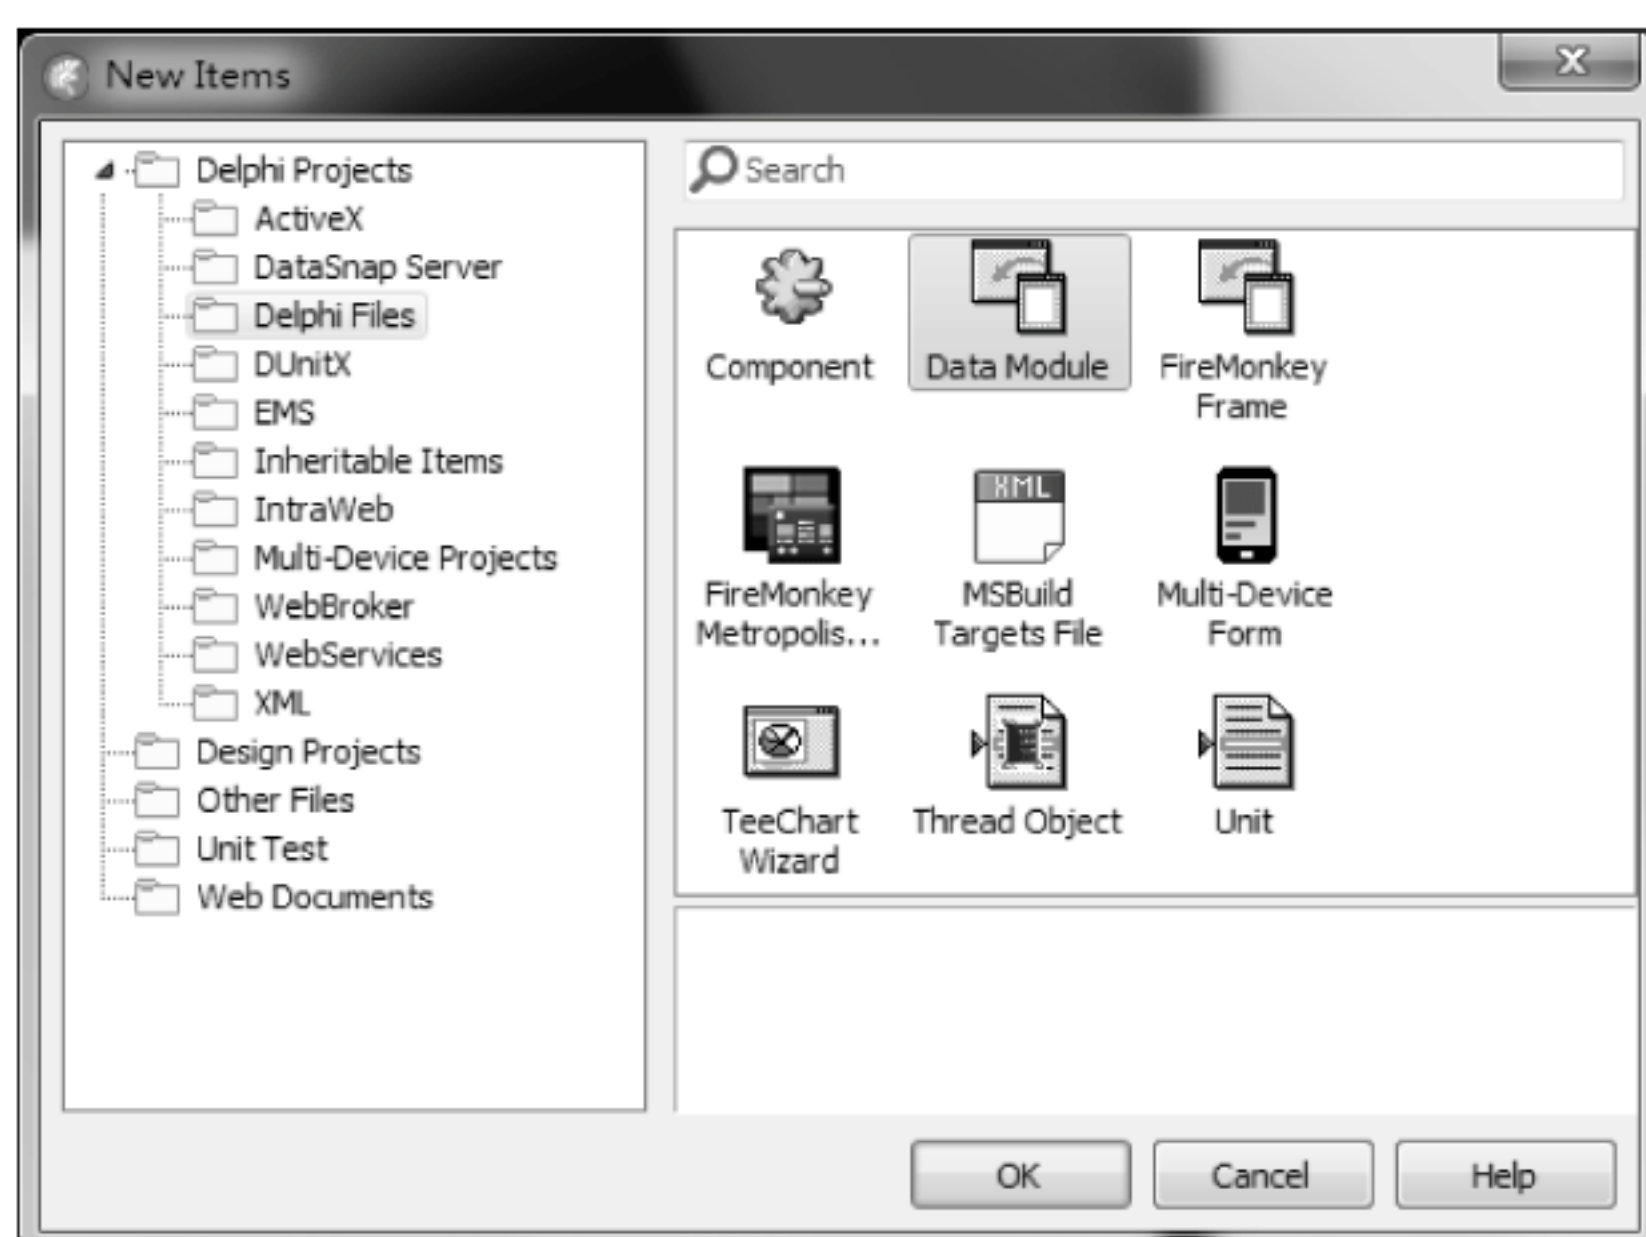 New Items
Delphi Projects
ActiveX
DataSnap Server
Delphi Files
DUnitX
EMS
Inheritable Items
IntraWeb
Multi-Device Projects
WebBroker
WebServices
XML
Design Projects
Other Files
Unit Test
Web Documents
Search
Component
Data Module
FireMonkey
Frame
FireMonkey
Metropolis...
XML
MSBuild
Targets File
Multi-Device
Form
TeeChart
Wizard
Thread Object
Unit
OK
Cancel
Help